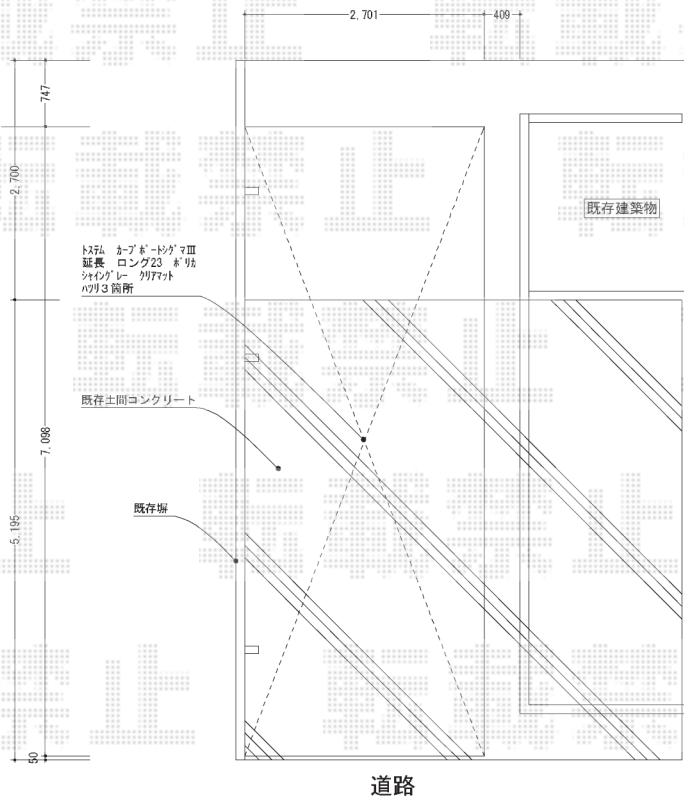 2,701
409
747
2,700
既存建築物
トステム カーブポートシグマⅢ
延長 ロング23 ポリカ
シャイングレー クリアマット
ハツリ3箇所
既存土間コンクリート
7,098
既存塀
5,195
50
道路
転載禁止